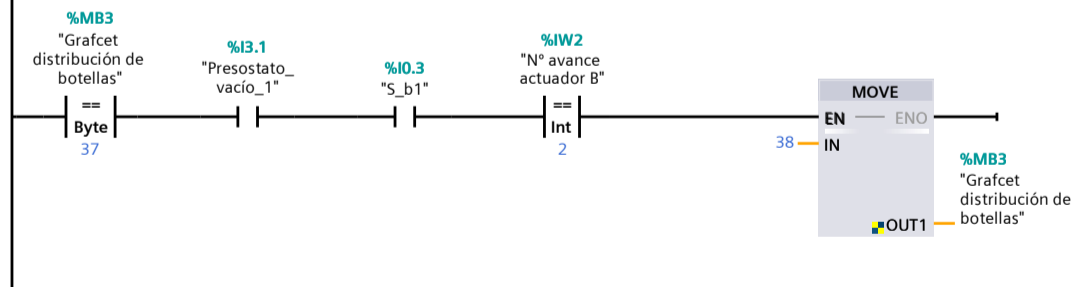 %MB3
"Grafcet
distribución de
botellas"
==
Byte
37
%I3.1
"Presostato_
vacío_1"
%I0.3
"S_b1"
%IW2
"Nº avance
actuador B"
==
Int
2
MOVE
EN
ENO
38
IN
OUT1
%MB3
"Grafcet
distribución de
botellas"